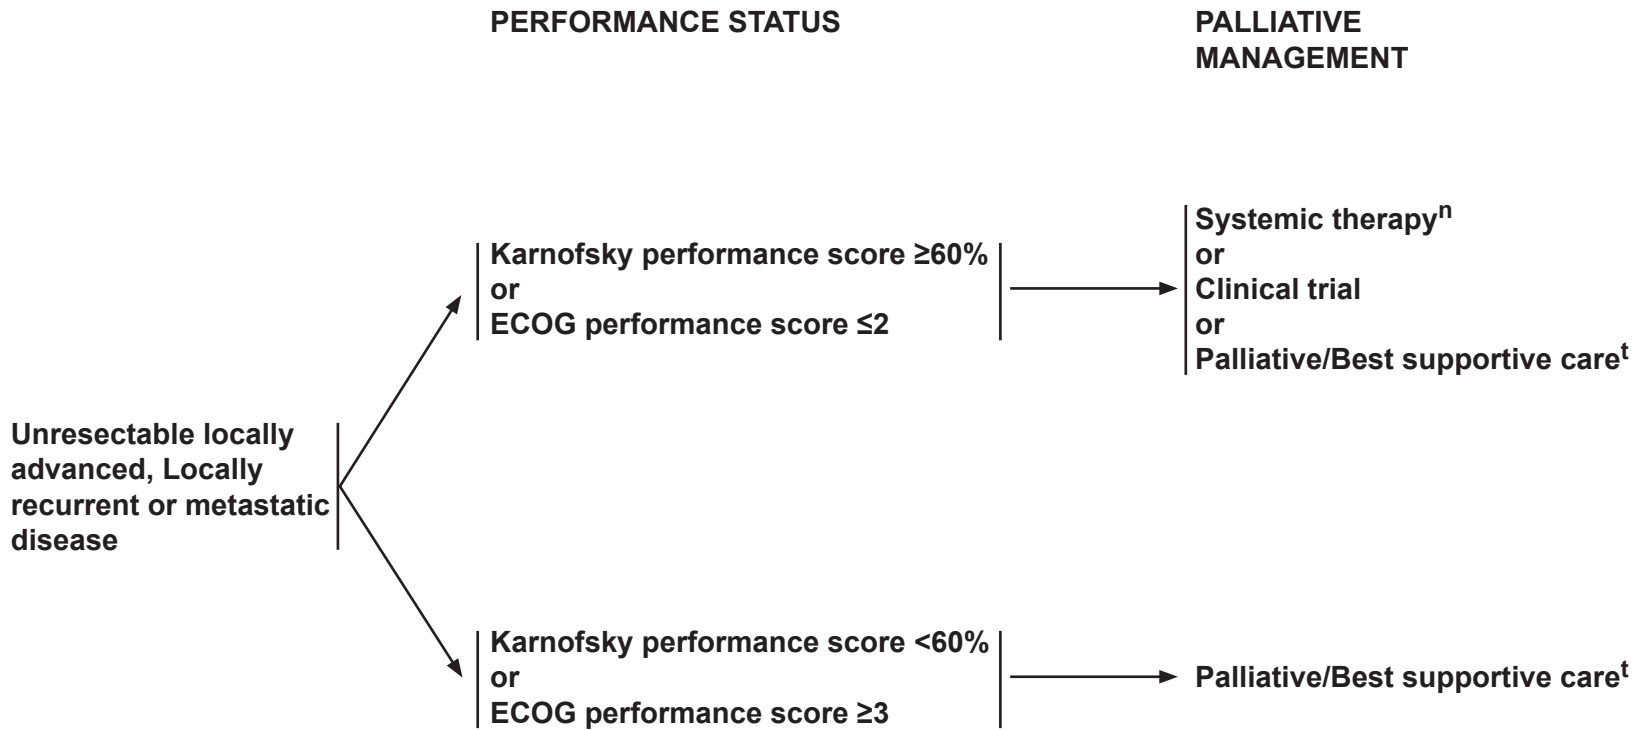 PERFORMANCE STATUS
PALLIATIVE
MANAGEMENT
Unresectable locally
advanced, Locally
recurrent or metastatic
disease
Karnofsky performance score ≥60%
or
ECOG performance score ≤2
Systemic therapyⁿ
or
Clinical trial
or
Palliative/Best supportive careᵗ
Karnofsky performance score <60%
or
ECOG performance score ≥3
Palliative/Best supportive careᵗ